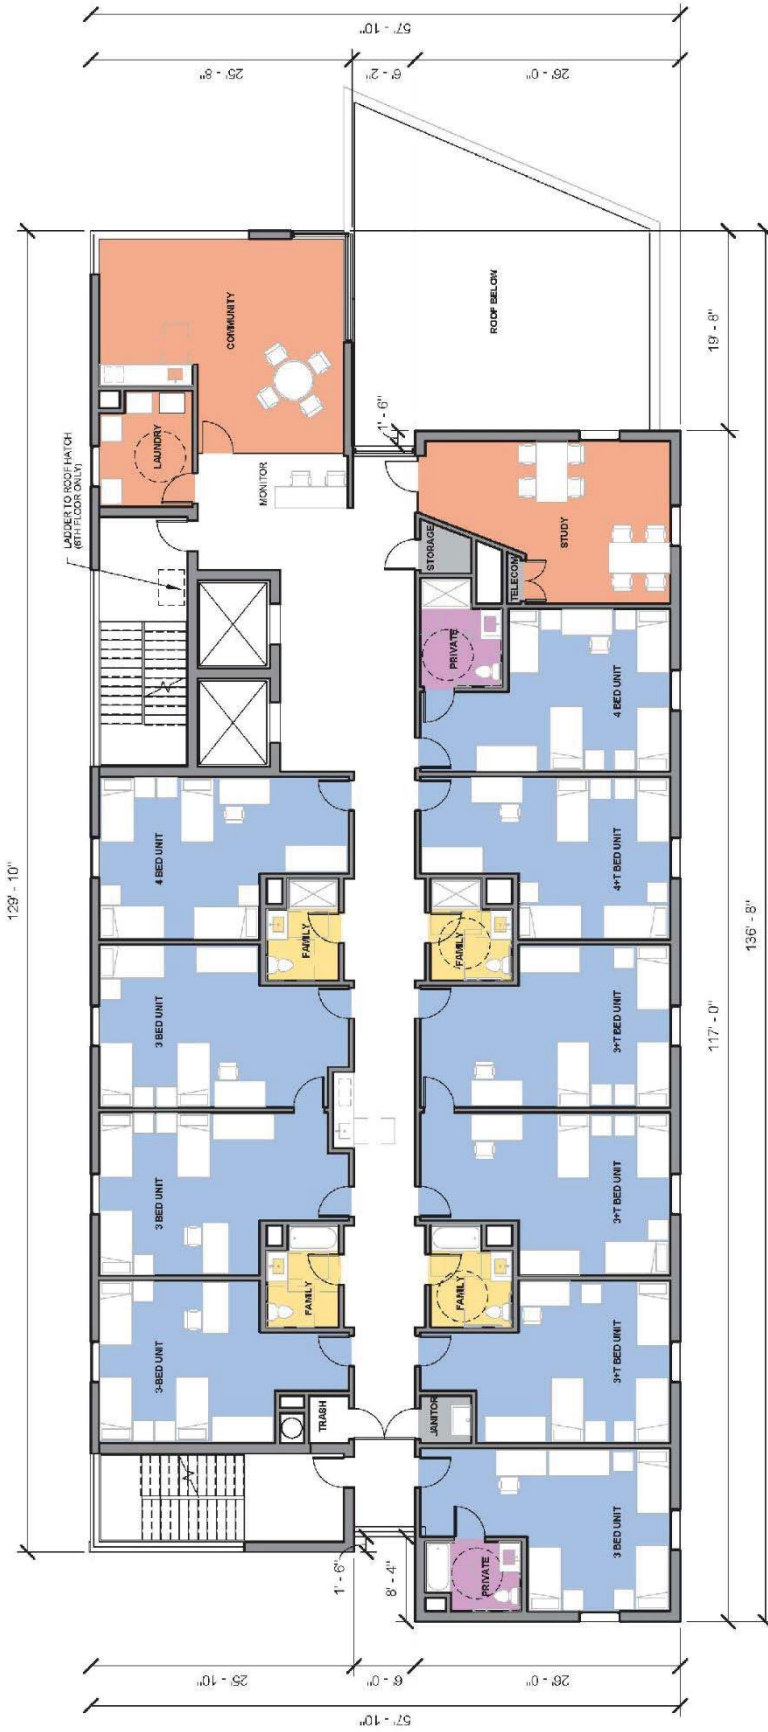 57' - 10"
25' - 8"
6' - 2"
26' - 0"
129' - 10"
COMMUNITY
ROOF BELOW
19' - 8"
1' - 6"
LADDER TO ROOF HATCH
(6TH FLOOR ONLY)
LAUNDRY
MONITOR
STORAGE
TELECOM
STUDY
PRIVATE
4 BED UNIT
4 BED UNIT
4+T BED UNIT
FAMILY
FAMILY
3 BED UNIT
3+T BED UNIT
136' - 8"
117' - 0"
3 BED UNIT
3+T BED UNIT
FAMILY
FAMILY
3-BED UNIT
3+T BED UNIT
TRASH
JANITOR
3 BED UNIT
PRIVATE
1' - 6"
8' - 4"
25' - 10"
6' - 0"
26' - 0"
57' - 10"